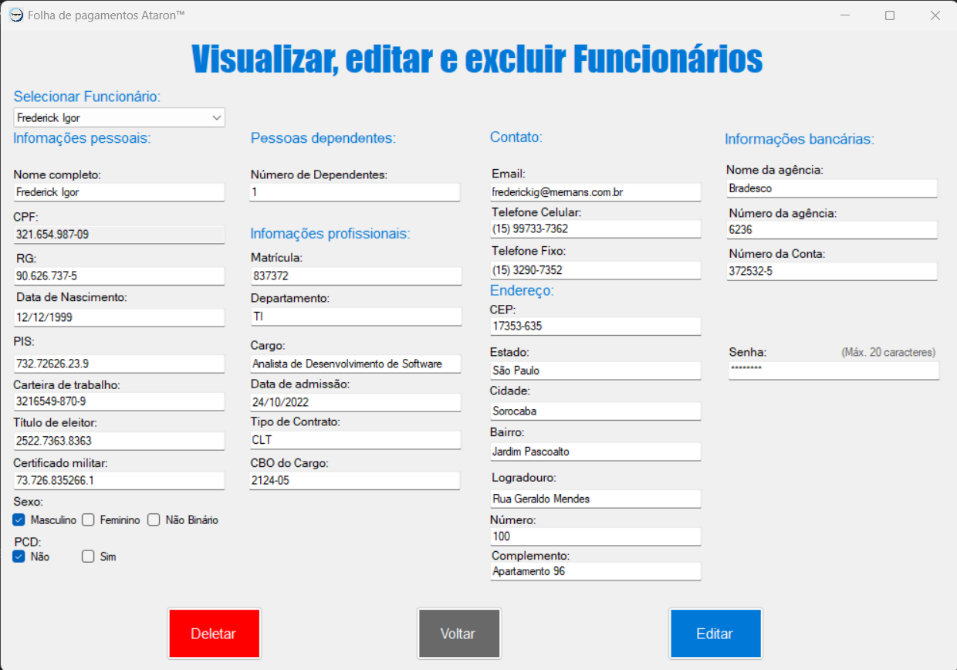 Folha de pagamentos Ataron™
Visualizar, editar e excluir Funcionários
Selecionar Funcionário:
Frederick Igor
Infomações pessoais:
Nome completo:
Frederick Igor
CPF:
321.654.987-09
RG:
90.626.737-5
Data de Nascimento:
12/12/1999
PIS:
732.72626.23.9
Carteira de trabalho:
3216549-870-9
Título de eleitor:
2522.7363.8363
Certificado militar:
73.726.835266.1
Sexo:
Masculino Feminino Não Binário
PCD:
Não Sim
Pessoas dependentes:
Número de Dependentes:
1
Infomações profissionais:
Matrícula:
837372
Departamento:
TI
Cargo:
Analista de Desenvolvimento de Software
Data de admissão:
24/10/2022
Tipo de Contrato:
CLT
CBO do Cargo:
2124-05
Contato:
Email:
frederickig@memans.com.br
Telefone Celular:
(15) 99733-7362
Telefone Fixo:
(15) 3290-7352
Endereço:
CEP:
17353-635
Estado:
São Paulo
Cidade:
Sorocaba
Bairro:
Jardim Pascoalto
Logradouro:
Rua Geraldo Mendes
Número:
100
Complemento:
Apartamento 96
Informações bancárias:
Nome da agência:
Bradesco
Número da agência:
6236
Número da Conta:
372532-5
Senha: (Máx. 20 caracteres)
********
Deletar
Voltar
Editar